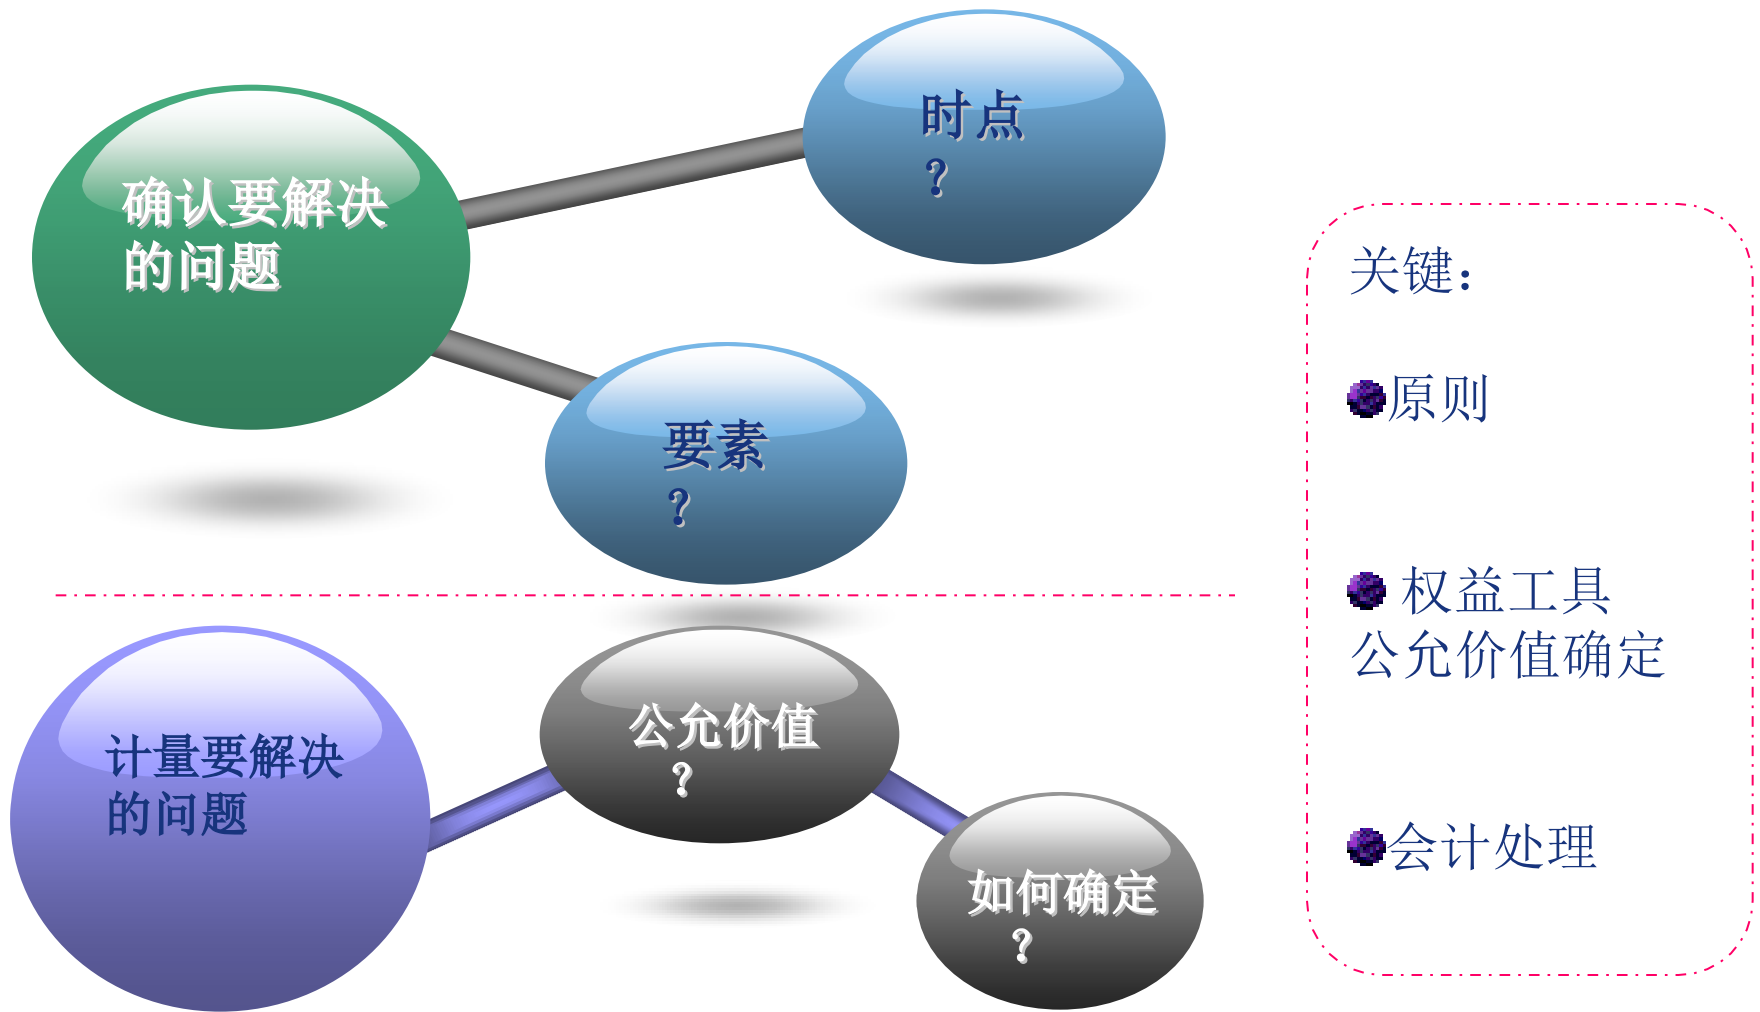 确认要解决
的问题
时点
？
要素
？
计量要解决
的问题
公允价值
？
如何确定
？
关键：
原则
权益工具
公允价值确定
会计处理